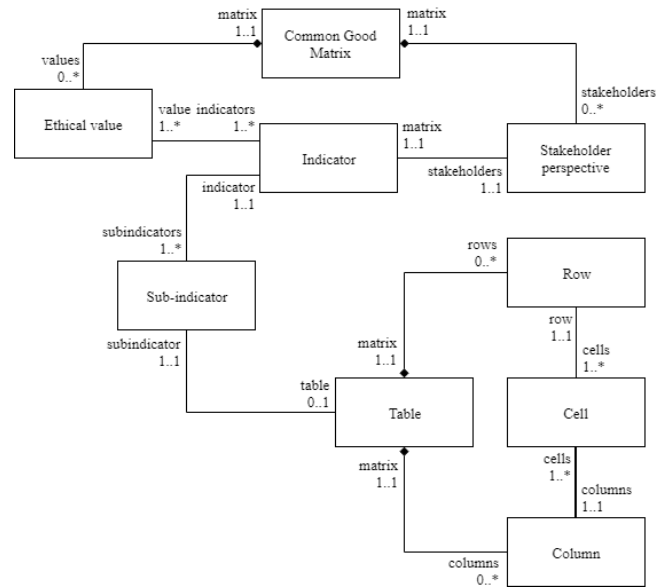 matrix
1..1
Common Good
Matrix
matrix
1..1
values
0..*
stakeholders
0..*
Ethical value
value
1..*
indicators
1..*
Indicator
matrix
1..1
stakeholders
1..1
Stakeholder
perspective
indicator
1..1
subindicators
1..*
Sub-indicator
rows
0..*
Row
row
1..1
subindicator
1..1
matrix
1..1
cells
1..*
table
0..1
Table
Cell
matrix
1..1
cells
1..*
columns
1..1
columns
0..*
Column